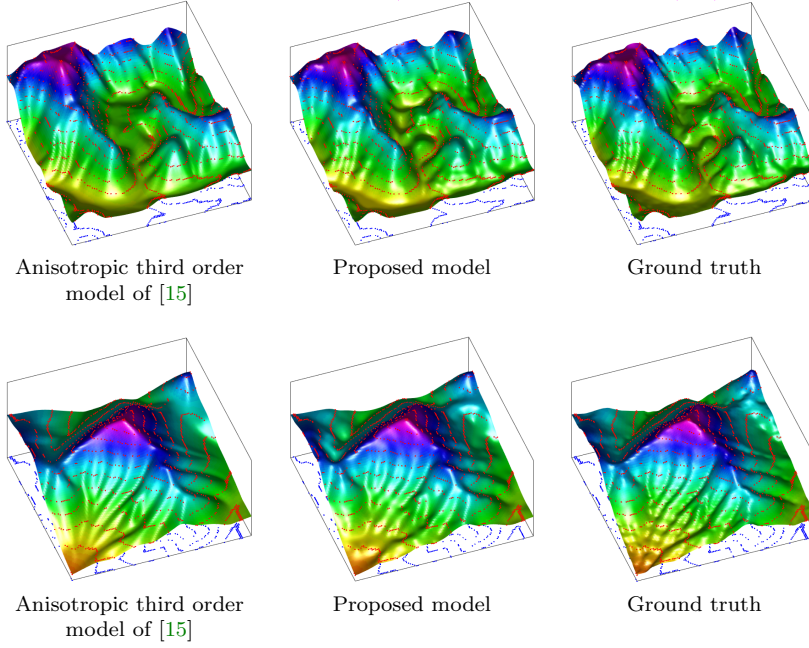 Anisotropic third order
model of [15]
Proposed model
Ground truth
Anisotropic third order
model of [15]
Proposed model
Ground truth